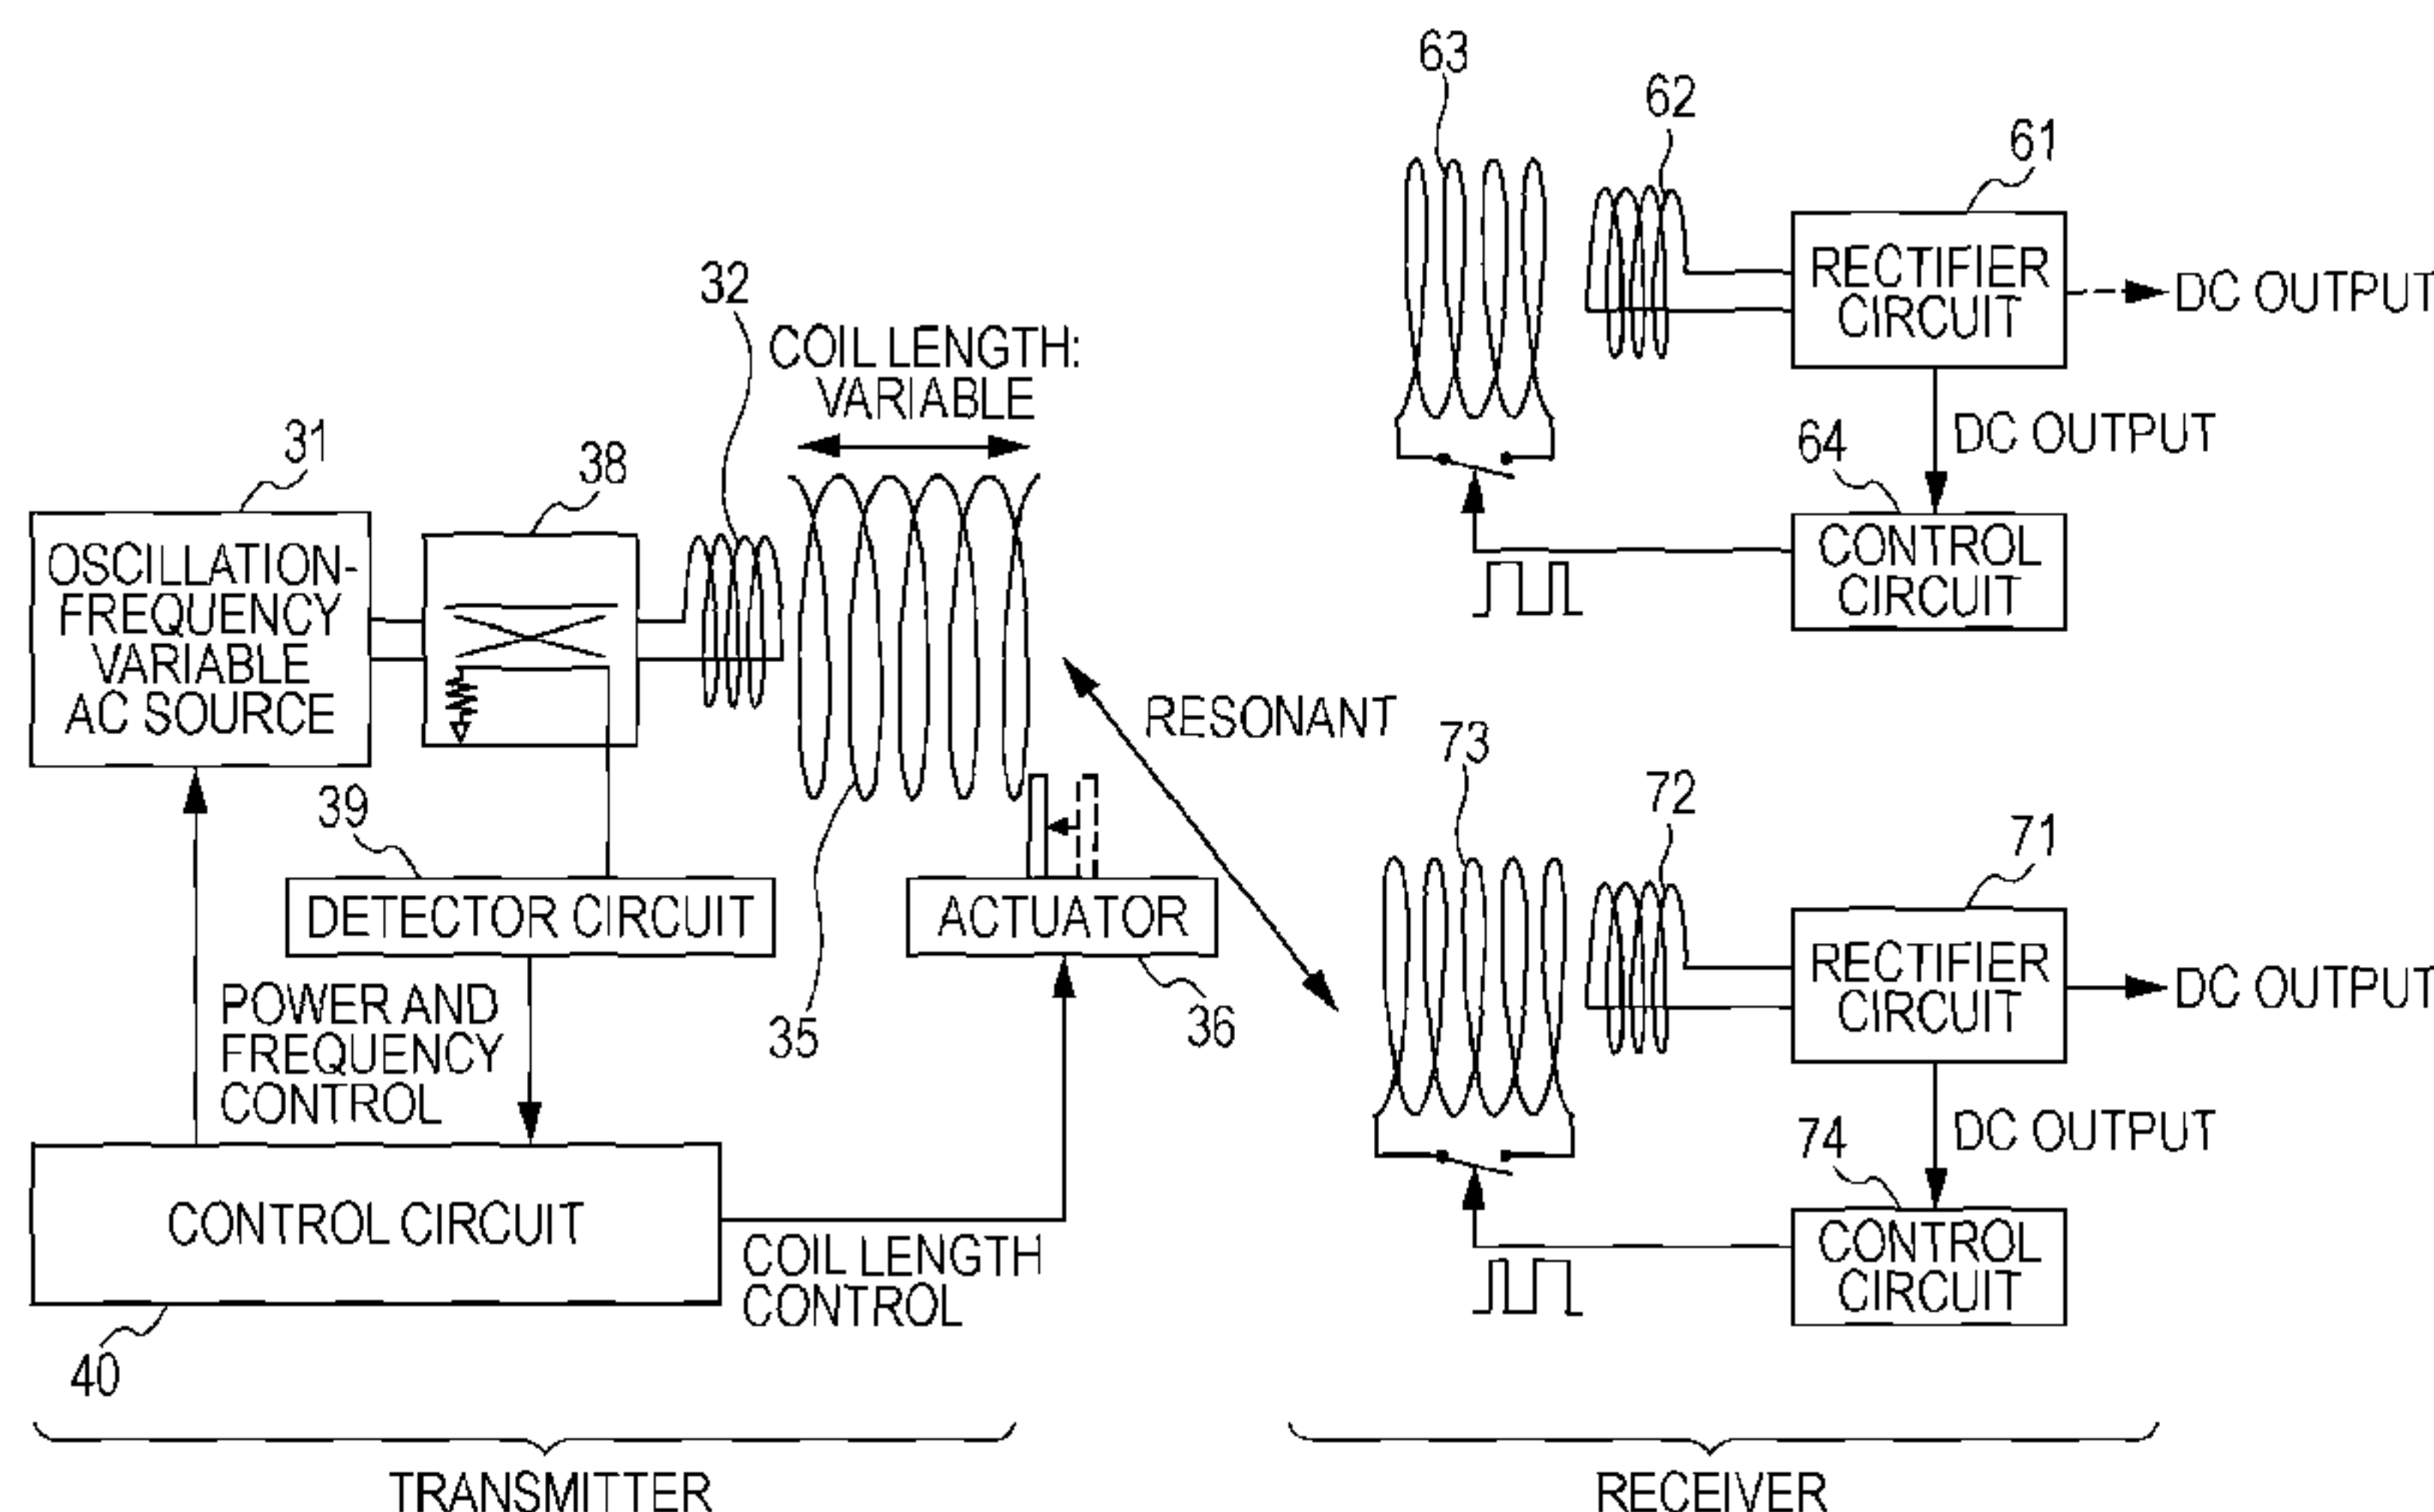 63
62
61
RECTIFIER
CIRCUIT
DC OUTPUT
32
COIL LENGTH:
VARIABLE
31
38
64
DC OUTPUT
OSCILLATION-
FREQUENCY
VARIABLE
AC SOURCE
CONTROL
CIRCUIT
RESONANT
73
72
71
39
DETECTOR CIRCUIT
ACTUATOR
RECTIFIER
CIRCUIT
DC OUTPUT
POWER AND
FREQUENCY
CONTROL
35
36
74
DC OUTPUT
CONTROL CIRCUIT
COIL LENGTH
CONTROL
CONTROL
CIRCUIT
40
TRANSMITTER
RECEIVER